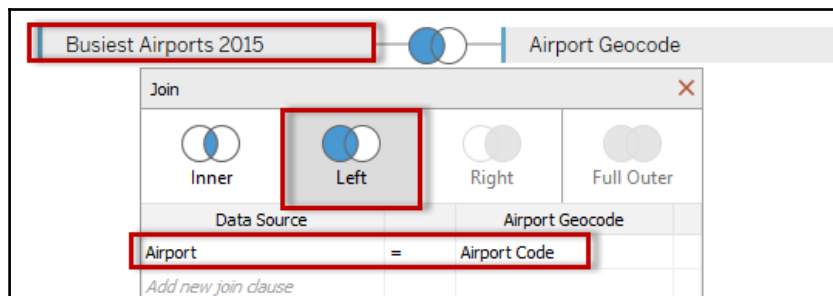 Busiest Airports 2015 Airport Geocode
Join
Inner Left Right Full Outer
Data Source Airport Geocode
Airport = Airport Code
Add new join clause